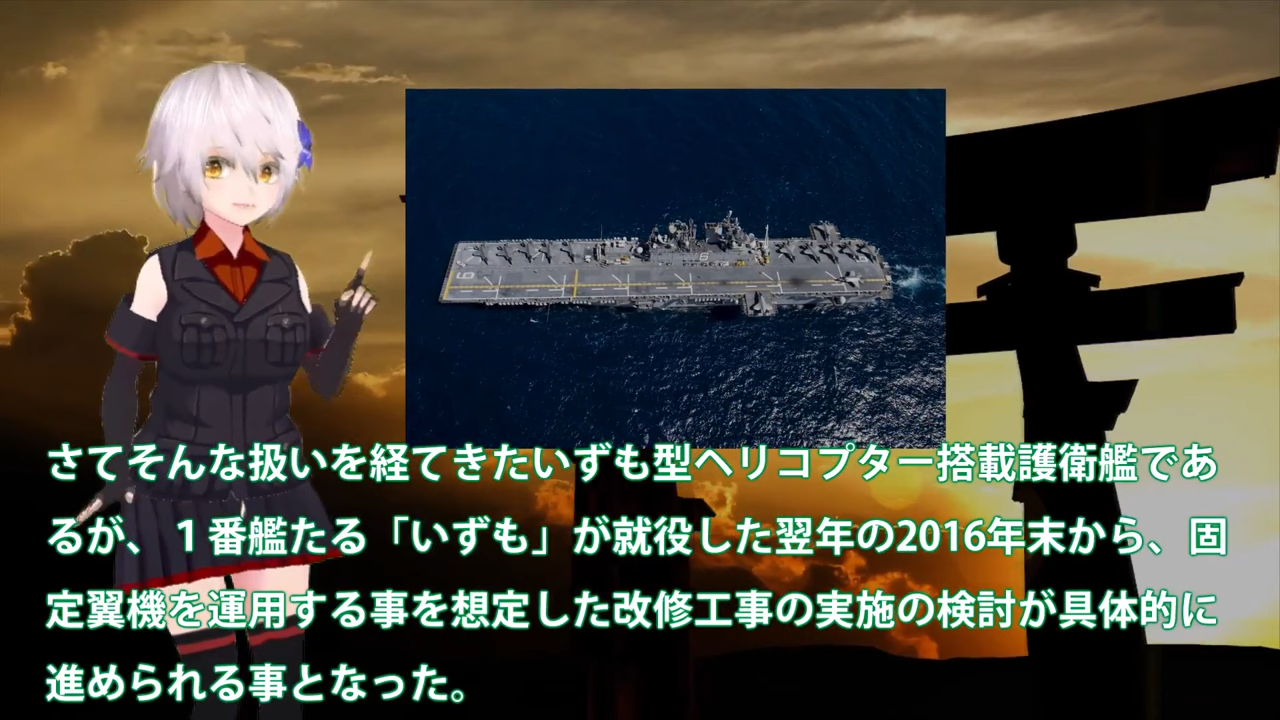 さてそんな扱いを経てきたいずも型ヘリコプター搭載護衛艦であ
るが、１番艦たる「いずも」が就役した翌年の2016年末から、固
定翼機を運用する事を想定した改修工事の実施の検討が具体的に
進められる事となった。